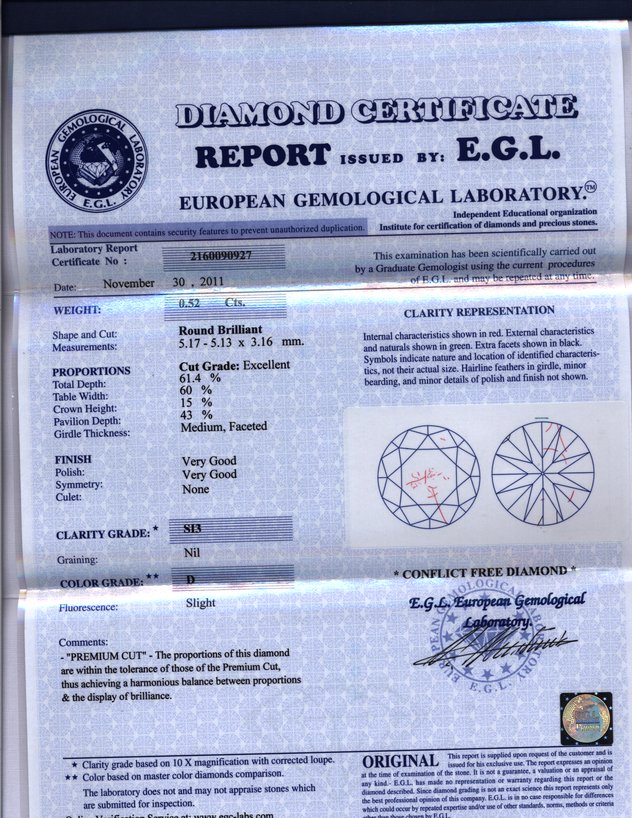 DIAMOND CERTIFICATE
REPORT ISSUED BY: E.G.L.
EUROPEAN GEMOLOGICAL LABORATORY.™
EUROPEAN GEMOLOGICAL LABORATORY
E.G.L.
Independent Educational organization
Institute for certification of diamonds and precious stones.
NOTE: This document contains security features to prevent unauthorized duplication.
Laboratory Report
Certificate No : 2160090927
Date: November 30 , 2011
WEIGHT: 0.52 Cts.
Shape and Cut: Round Brilliant
Measurements: 5.17 - 5.13 x 3.16 mm.
PROPORTIONS Cut Grade: Excellent
Total Depth: 61.4 %
Table Width: 60 %
Crown Height: 15 %
Pavilion Depth: 43 %
Girdle Thickness: Medium, Faceted
FINISH
Polish: Very Good
Symmetry: Very Good
Culet: None
CLARITY GRADE: * SI3
Graining: Nil
COLOR GRADE: ** D
Fluorescence: Slight
Comments:
- "PREMIUM CUT" - The proportions of this diamond
are within the tolerance of those of the Premium Cut,
thus achieving a harmonious balance between proportions
& the display of brilliance.
This examination has been scientifically carried out
by a Graduate Gemologist using the current procedures
of E.G.L. and may be repeated at any time.
CLARITY REPRESENTATION
Internal characteristics shown in red. External characteristics
and naturals shown in green. Extra facets shown in black.
Symbols indicate nature and location of identified characteris-
tics, not their actual size. Hairline feathers in girdle, minor
bearding, and minor details of polish and finish not shown.
* CONFLICT FREE DIAMOND *
E.G.L. European Gemological
Laboratory.
EUROPEAN GEMOLOGICAL LABORATORY
E.G.L.
* Clarity grade based on 10 X magnification with corrected loupe.
** Color based on master color diamonds comparison.
The laboratory does not and may not appraise stones which
are submitted for inspection.
Online Verification Service at: www.egc-labs.com
ORIGINAL This report is supplied upon request of the customer and is
issued for his exclusive use. The report expresses an opinion
at the time of examination of the stone. It is not a guarantee, a valuation or an appraisal of
any kind.- E.G.L. has made no representation or warranty regarding this report or the
diamond described. Since diamond grading is not an exact science this report represents only
the best professional opinion of this company. E.G.L. is in no case responsible for differences
which could occur by repeated expertise and/or use of other standards, norms, methods or criteria
other than those chosen by E.G.L.